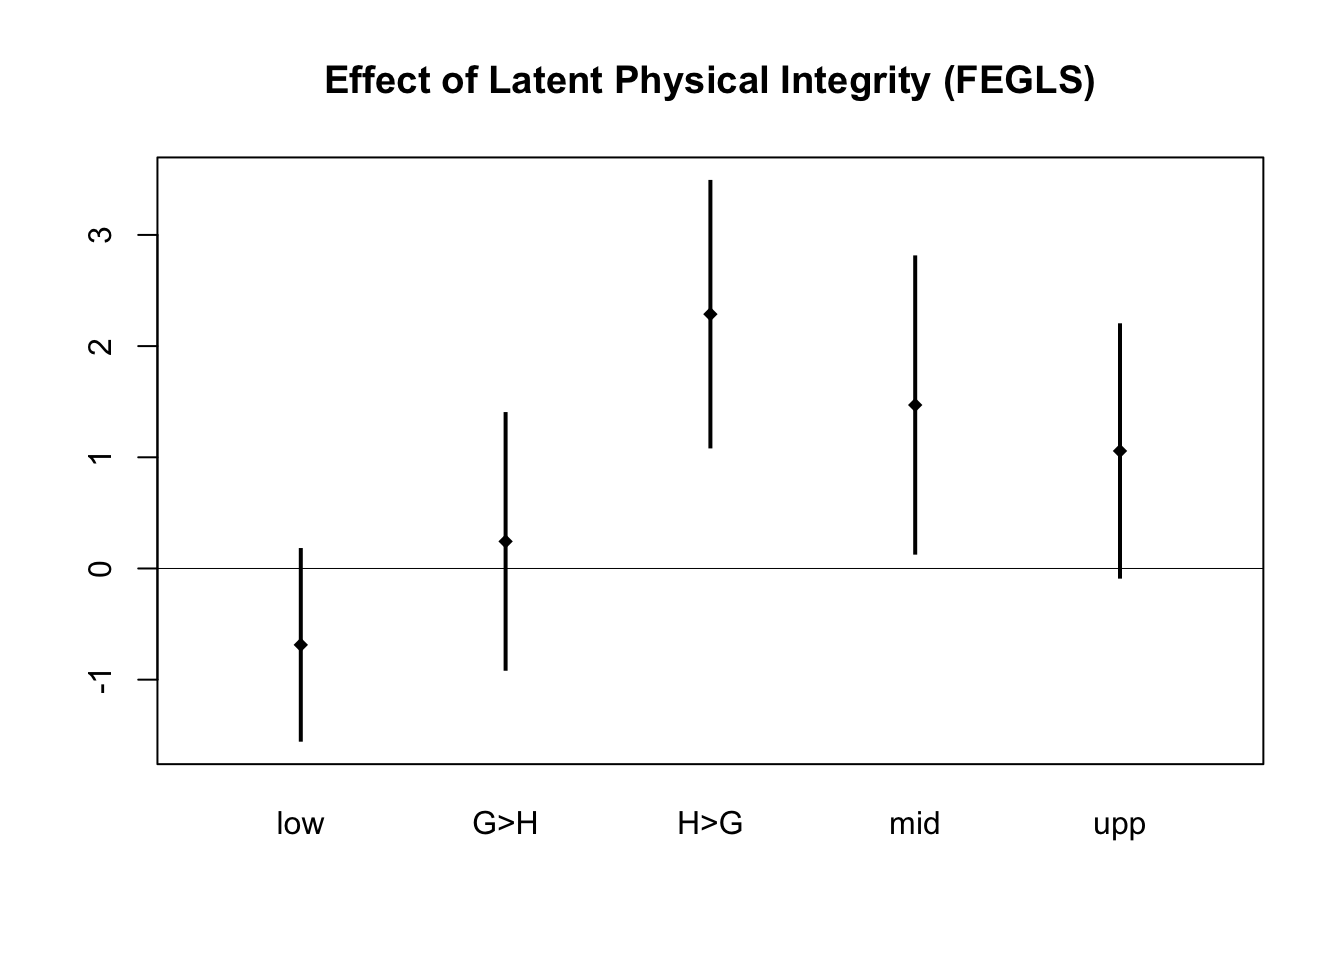 Effect of Latent Physical Integrity (FEGLS)
3
2
1
0
-1
low G>H H>G mid upp